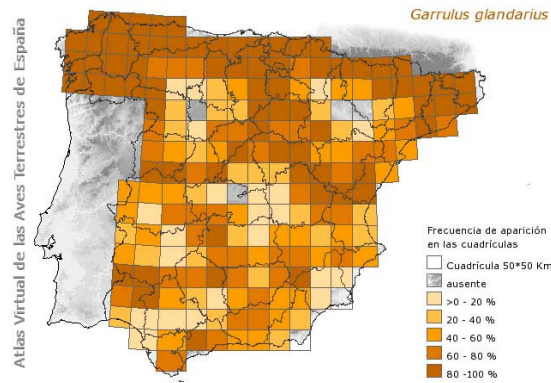 Garrulus glandarius
Atlas Virtual de las Aves Terrestres de España
Frecuencia de aparición
en las cuadrículas
Cuadrícula 50*50 Km
ausente
>0 - 20 %
20 - 40 %
40 - 60 %
60 - 80 %
80 -100 %